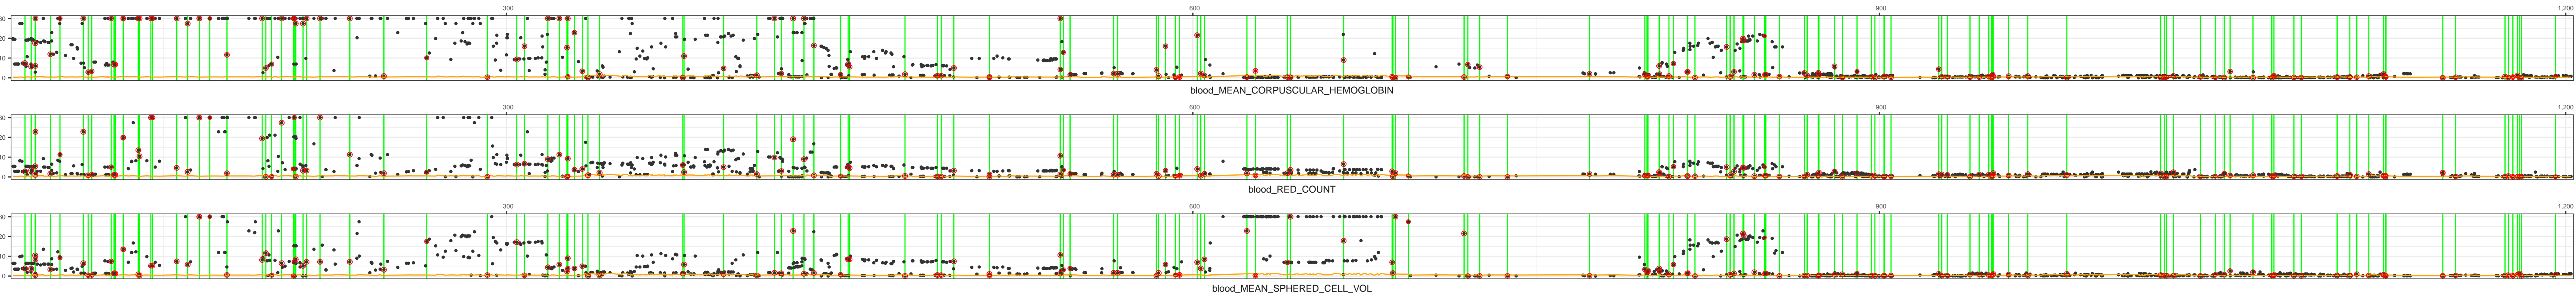 300 600 900 1,200
30
20
10
0
blood_MEAN_CORPUSCULAR_HEMOGLOBIN
300 600 900 1,200
30
20
10
0
blood_RED_COUNT
300 600 900 1,200
30
20
10
0
blood_MEAN_SPHERED_CELL_VOL